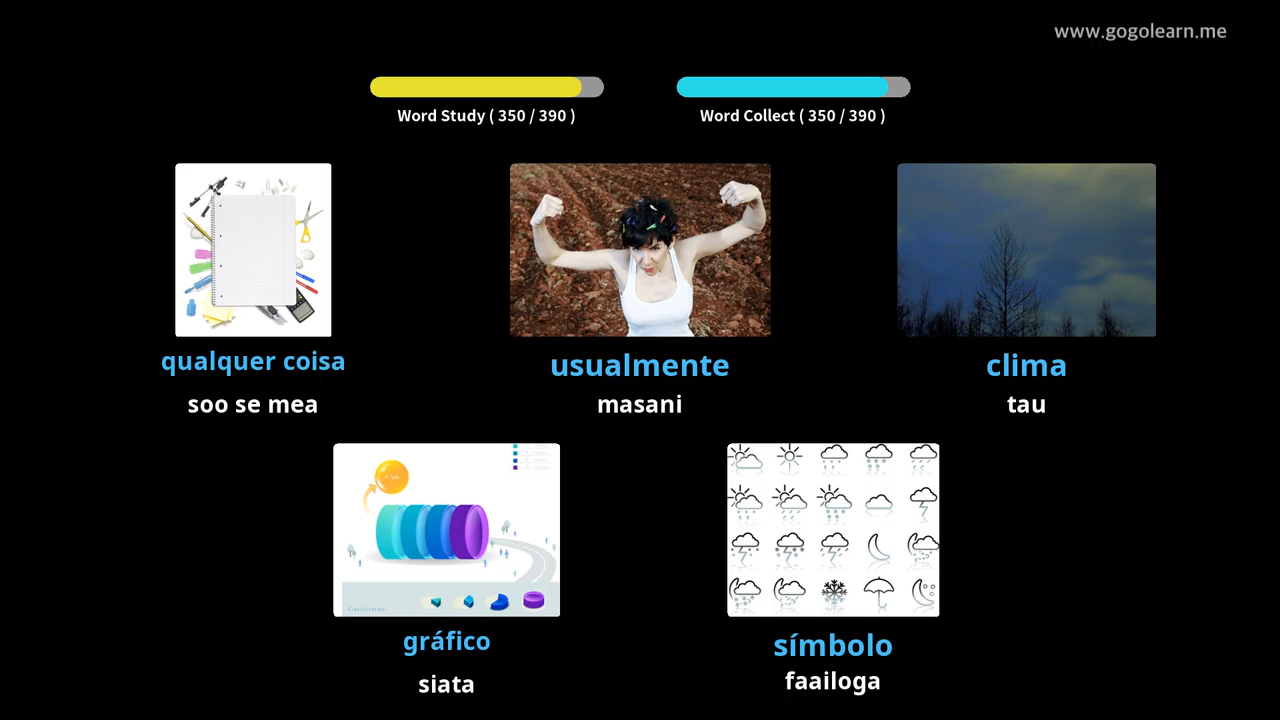 www.gogolearn.me
Word Study ( 350 / 390 )
Word Collect ( 350 / 390 )
qualquer coisa
usualmente
clima
soo se mea
masani
tau
gráfico
símbolo
siata
faailoga